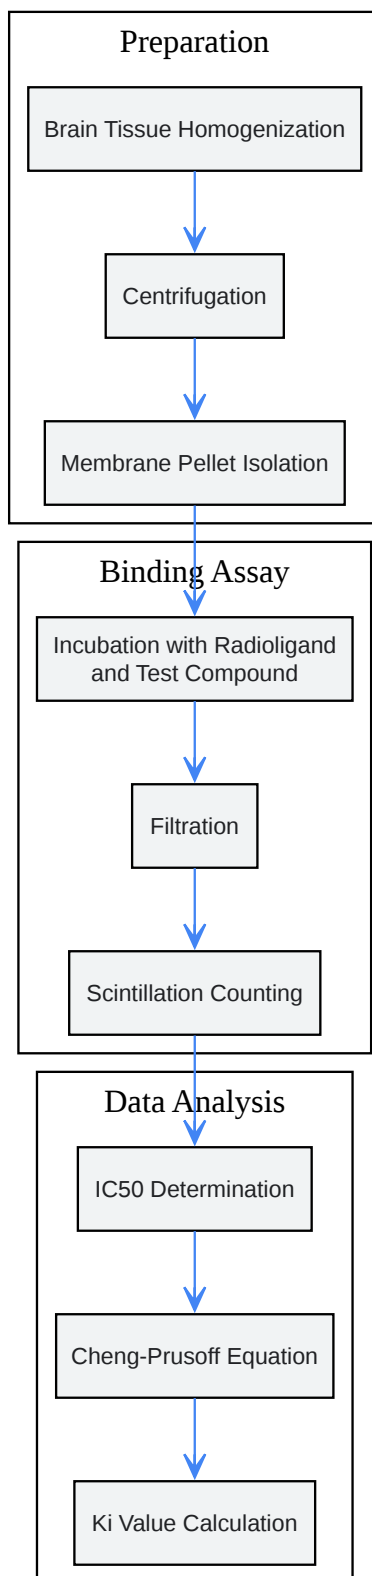 Preparation
Brain Tissue Homogenization
Centrifugation
Membrane Pellet Isolation
Binding Assay
Incubation with Radioligand
and Test Compound
Filtration
Scintillation Counting
Data Analysis
IC50 Determination
Cheng-Prusoff Equation
Ki Value Calculation